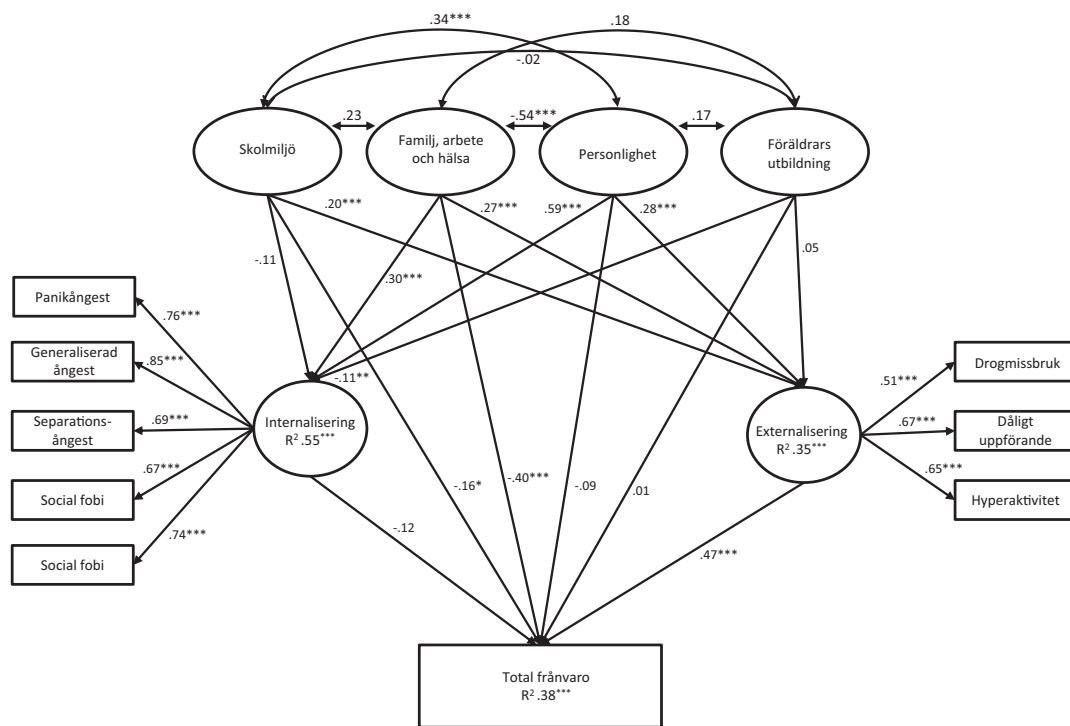 .34***
.18
-.02
.23
-.54***
.17
Skolmiljö
Familj, arbete
och hälsa
Personlighet
Föräldrars
utbildning
.20***
.27***
.59***
.28***
-.11
.30***
.05
Panikångest
.76***
Generaliserad
ångest
.85***
Separations-
ångest
.69***
Social fobi
.67***
Social fobi
.74***
-.11**
Internalisering
R² .55***
Externalisering
R² .35***
.51***
Drogmissbruk
.67***
Dåligt
uppförande
.65***
Hyperaktivitet
-.12
-.16*
-.40***
-.09
.01
.47***
Total frånvaro
R² .38***